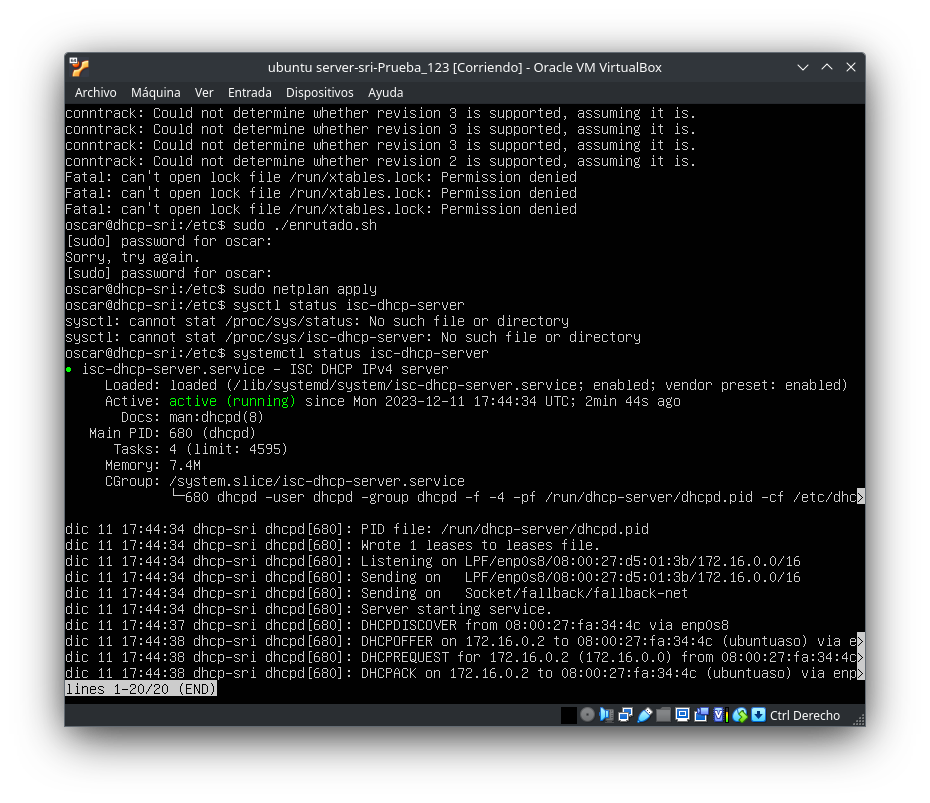 ubuntu server-sri-Prueba_123 [Corriendo] - Oracle VM VirtualBox
Archivo Máquina Ver Entrada Dispositivos Ayuda
conntrack: Could not determine whether revision 3 is supported, assuming it is.
conntrack: Could not determine whether revision 3 is supported, assuming it is.
conntrack: Could not determine whether revision 3 is supported, assuming it is.
conntrack: Could not determine whether revision 2 is supported, assuming it is.
Fatal: can't open lock file /run/xtables.lock: Permission denied
Fatal: can't open lock file /run/xtables.lock: Permission denied
Fatal: can't open lock file /run/xtables.lock: Permission denied
oscar@dhcp-sri:/etc$ sudo ./enrutado.sh
[sudo] password for oscar:
Sorry, try again.
[sudo] password for oscar:
oscar@dhcp-sri:/etc$ sudo netplan apply
oscar@dhcp-sri:/etc$ sysctl status isc-dhcp-server
sysctl: cannot stat /proc/sys/status: No such file or directory
sysctl: cannot stat /proc/sys/isc-dhcp-server: No such file or directory
oscar@dhcp-sri:/etc$ systemctl status isc-dhcp-server
● isc-dhcp-server.service - ISC DHCP IPv4 server
Loaded: loaded (/lib/systemd/system/isc-dhcp-server.service; enabled; vendor preset: enabled)
Active: active (running) since Mon 2023-12-11 17:44:34 UTC; 2min 44s ago
Docs: man:dhcpd(8)
Main PID: 680 (dhcpd)
Tasks: 4 (limit: 4595)
Memory: 7.4M
CGroup: /system.slice/isc-dhcp-server.service
└─680 dhcpd -user dhcpd -group dhcpd -f -4 -pf /run/dhcp-server/dhcpd.pid -cf /etc/dhc>
dic 11 17:44:34 dhcp-sri dhcpd[680]: PID file: /run/dhcp-server/dhcpd.pid
dic 11 17:44:34 dhcp-sri dhcpd[680]: Wrote 1 leases to leases file.
dic 11 17:44:34 dhcp-sri dhcpd[680]: Listening on LPF/enp0s8/08:00:27:d5:01:3b/172.16.0.0/16
dic 11 17:44:34 dhcp-sri dhcpd[680]: Sending on   LPF/enp0s8/08:00:27:d5:01:3b/172.16.0.0/16
dic 11 17:44:34 dhcp-sri dhcpd[680]: Sending on   Socket/fallback/fallback-net
dic 11 17:44:34 dhcp-sri dhcpd[680]: Server starting service.
dic 11 17:44:37 dhcp-sri dhcpd[680]: DHCPDISCOVER from 08:00:27:fa:34:4c via enp0s8
dic 11 17:44:38 dhcp-sri dhcpd[680]: DHCPOFFER on 172.16.0.2 to 08:00:27:fa:34:4c (ubuntuaso) via e>
dic 11 17:44:38 dhcp-sri dhcpd[680]: DHCPREQUEST for 172.16.0.2 (172.16.0.0) from 08:00:27:fa:34:4c>
dic 11 17:44:38 dhcp-sri dhcpd[680]: DHCPACK on 172.16.0.2 to 08:00:27:fa:34:4c (ubuntuaso) via enp>
lines 1-20/20 (END)
Ctrl Derecho